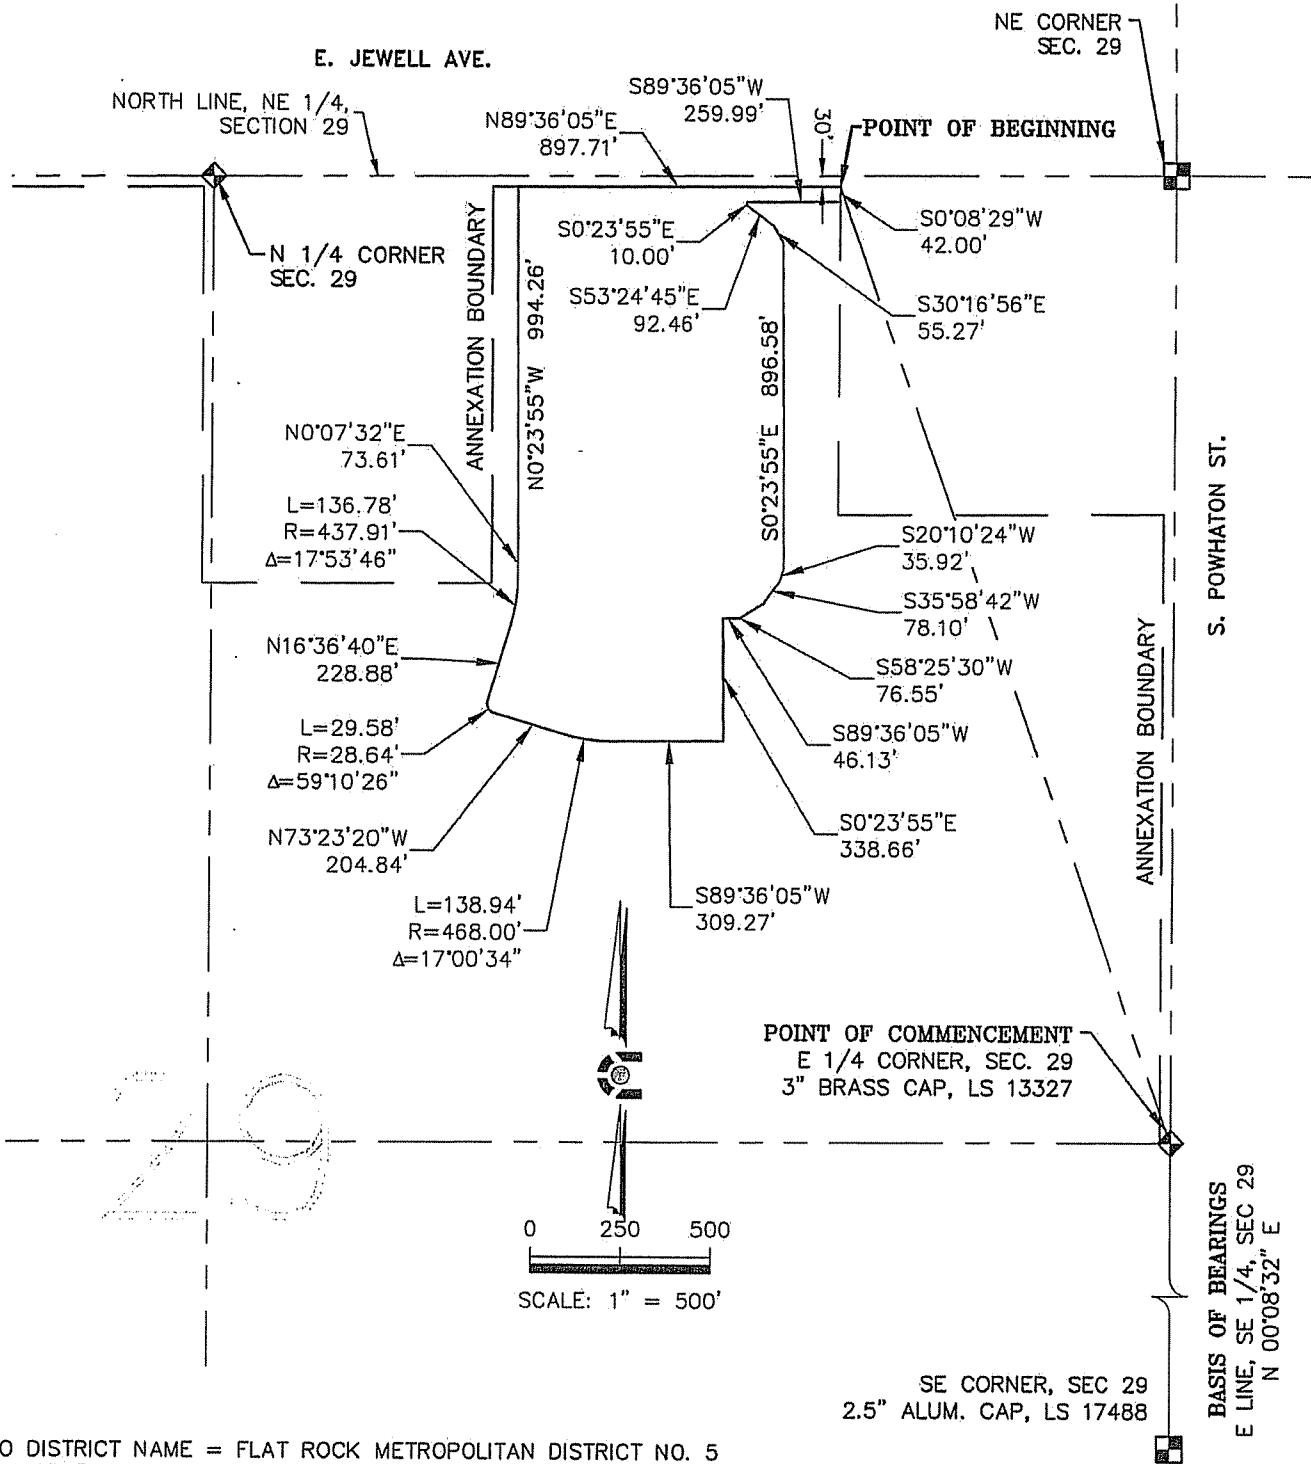 NE CORNER
SEC. 29
E. JEWELL AVE.
NORTH LINE, NE 1/4,
SECTION 29
S89°36'05"W
259.99'
N89°36'05"E
897.71'
30'
POINT OF BEGINNING
N 1/4 CORNER
SEC. 29
ANNEXATION BOUNDARY
N0°23'55"W 994.26'
S0°23'55"E
10.00'
S0°08'29"W
42.00'
S53°24'45"E
92.46'
S30°16'56"E
55.27'
S0°23'55"E 896.58'
N0°07'32"E
73.61'
L=136.78'
R=437.91'
Δ=17°53'46"
S20°10'24"W
35.92'
S35°58'42"W
78.10'
S. POWHATON ST.
N16°36'40"E
228.88'
S58°25'30"W
76.55'
ANNEXATION BOUNDARY
L=29.58'
R=28.64'
Δ=59°10'26"
S89°36'05"W
46.13'
N73°23'20"W
204.84'
S0°23'55"E
338.66'
L=138.94'
R=468.00'
Δ=17°00'34"
S89°36'05"W
309.27'
POINT OF COMMENCEMENT
E 1/4 CORNER, SEC. 29
3" BRASS CAP, LS 13327
29
0 250 500'
SCALE: 1" = 500'
BASIS OF BEARINGS
E LINE, SE 1/4, SEC 29
N 00°08'32" E
SE CORNER, SEC 29
2.5" ALUM. CAP, LS 17488
O DISTRICT NAME = FLAT ROCK METROPOLITAN DISTRICT NO. 5